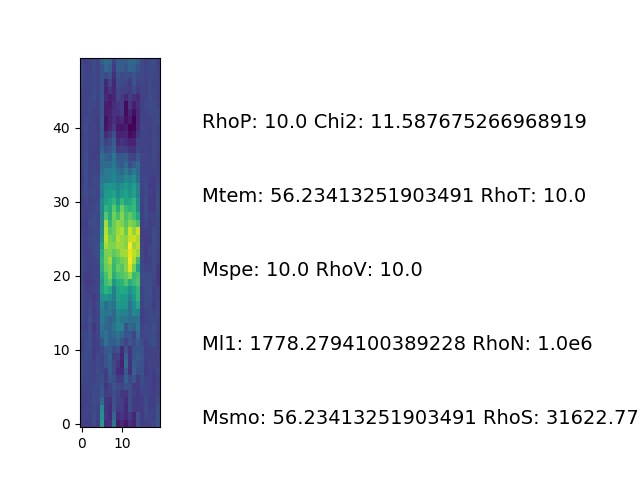 RhoP: 10.0 Chi2: 11.587675266968919
40
Mtem: 56.23413251903491 RhoT: 10.0
30
Mspe: 10.0 RhoV: 10.0
20
Ml1: 1778.2794100389228 RhoN: 1.0e6
10
Msmo: 56.23413251903491 RhoS: 31622.77
0
0 10